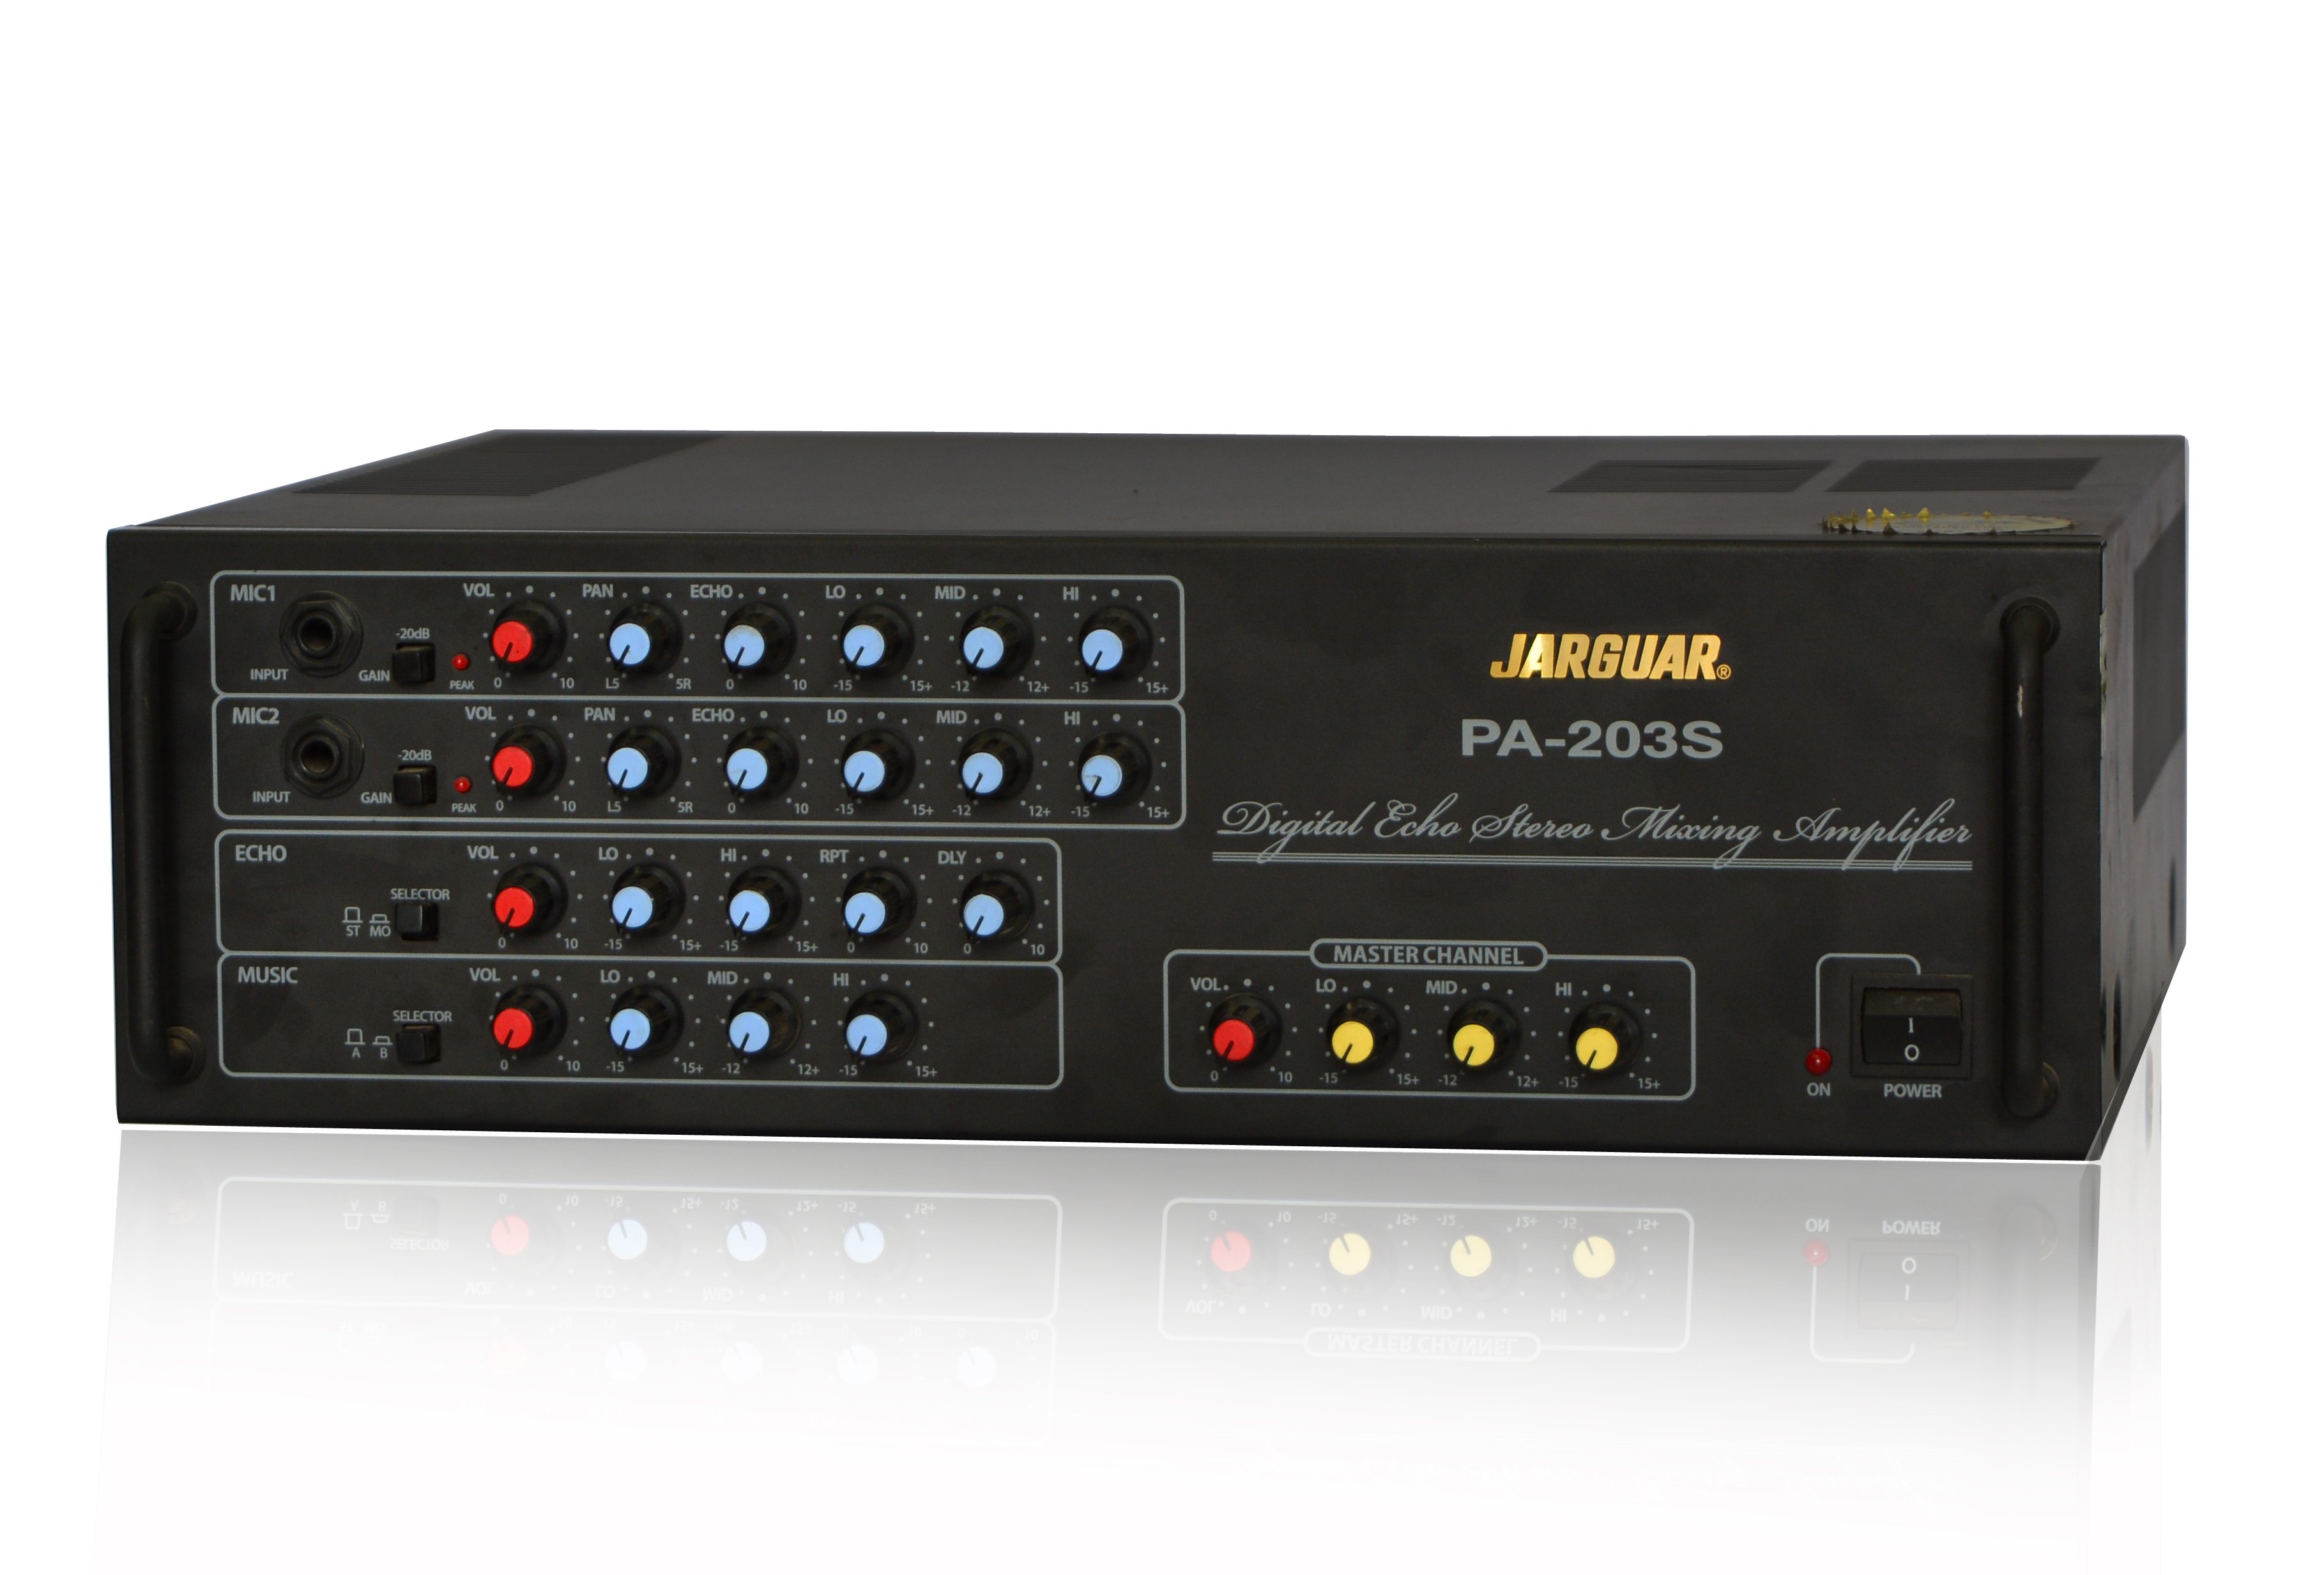 MIC1
INPUT
-20dB
GAIN
PEAK
VOL PAN ECHO LO MID HI
0 10 L5 5R 0 10 -15 15+ -12 12+ -15 15+
MIC2
INPUT
-20dB
GAIN
PEAK
VOL PAN ECHO LO MID HI
0 10 L5 5R 0 10 -15 15+ -12 12+ -15 15+
ECHO
SELECTOR
ST MO
VOL LO HI RPT DLY
0 10 -15 15+ -15 15+ 0 10 0 10
MUSIC
SELECTOR
A B
VOL LO MID HI
0 10 -15 15+ -12 12+ -15 15+
JARGUAR®
PA-203S
Digital Echo Stereo Mixing Amplifier
MASTER CHANNEL
VOL LO MID HI
0 10 -15 15+ -12 12+ -15 15+
ON
I
O
POWER